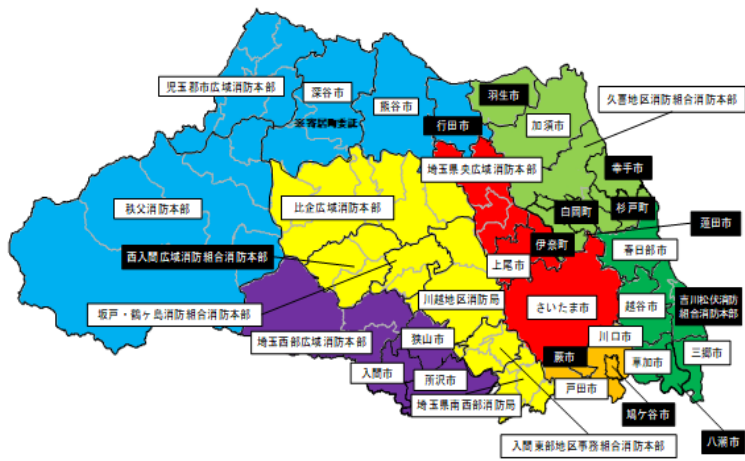 児玉郡市広域消防本部
深谷市
※寄居町委託
熊谷市
行田市
羽生市
加須市
久喜地区消防組合消防本部
埼玉県央広域消防本部
幸手市
秩父消防本部
比企広域消防本部
白岡町
杉戸町
蓮田市
西入間広域消防組合消防本部
伊奈町
上尾市
春日部市
坂戸・鶴ヶ島消防組合消防本部
川越地区消防局
さいたま市
越谷市
吉川松伏消防
組合消防本部
埼玉西部広域消防本部
狭山市
川口市
草加市
三郷市
入間市
所沢市
蕨市
戸田市
埼玉県南西部消防局
鳩ケ谷市
入間東部地区事務組合消防本部
八潮市